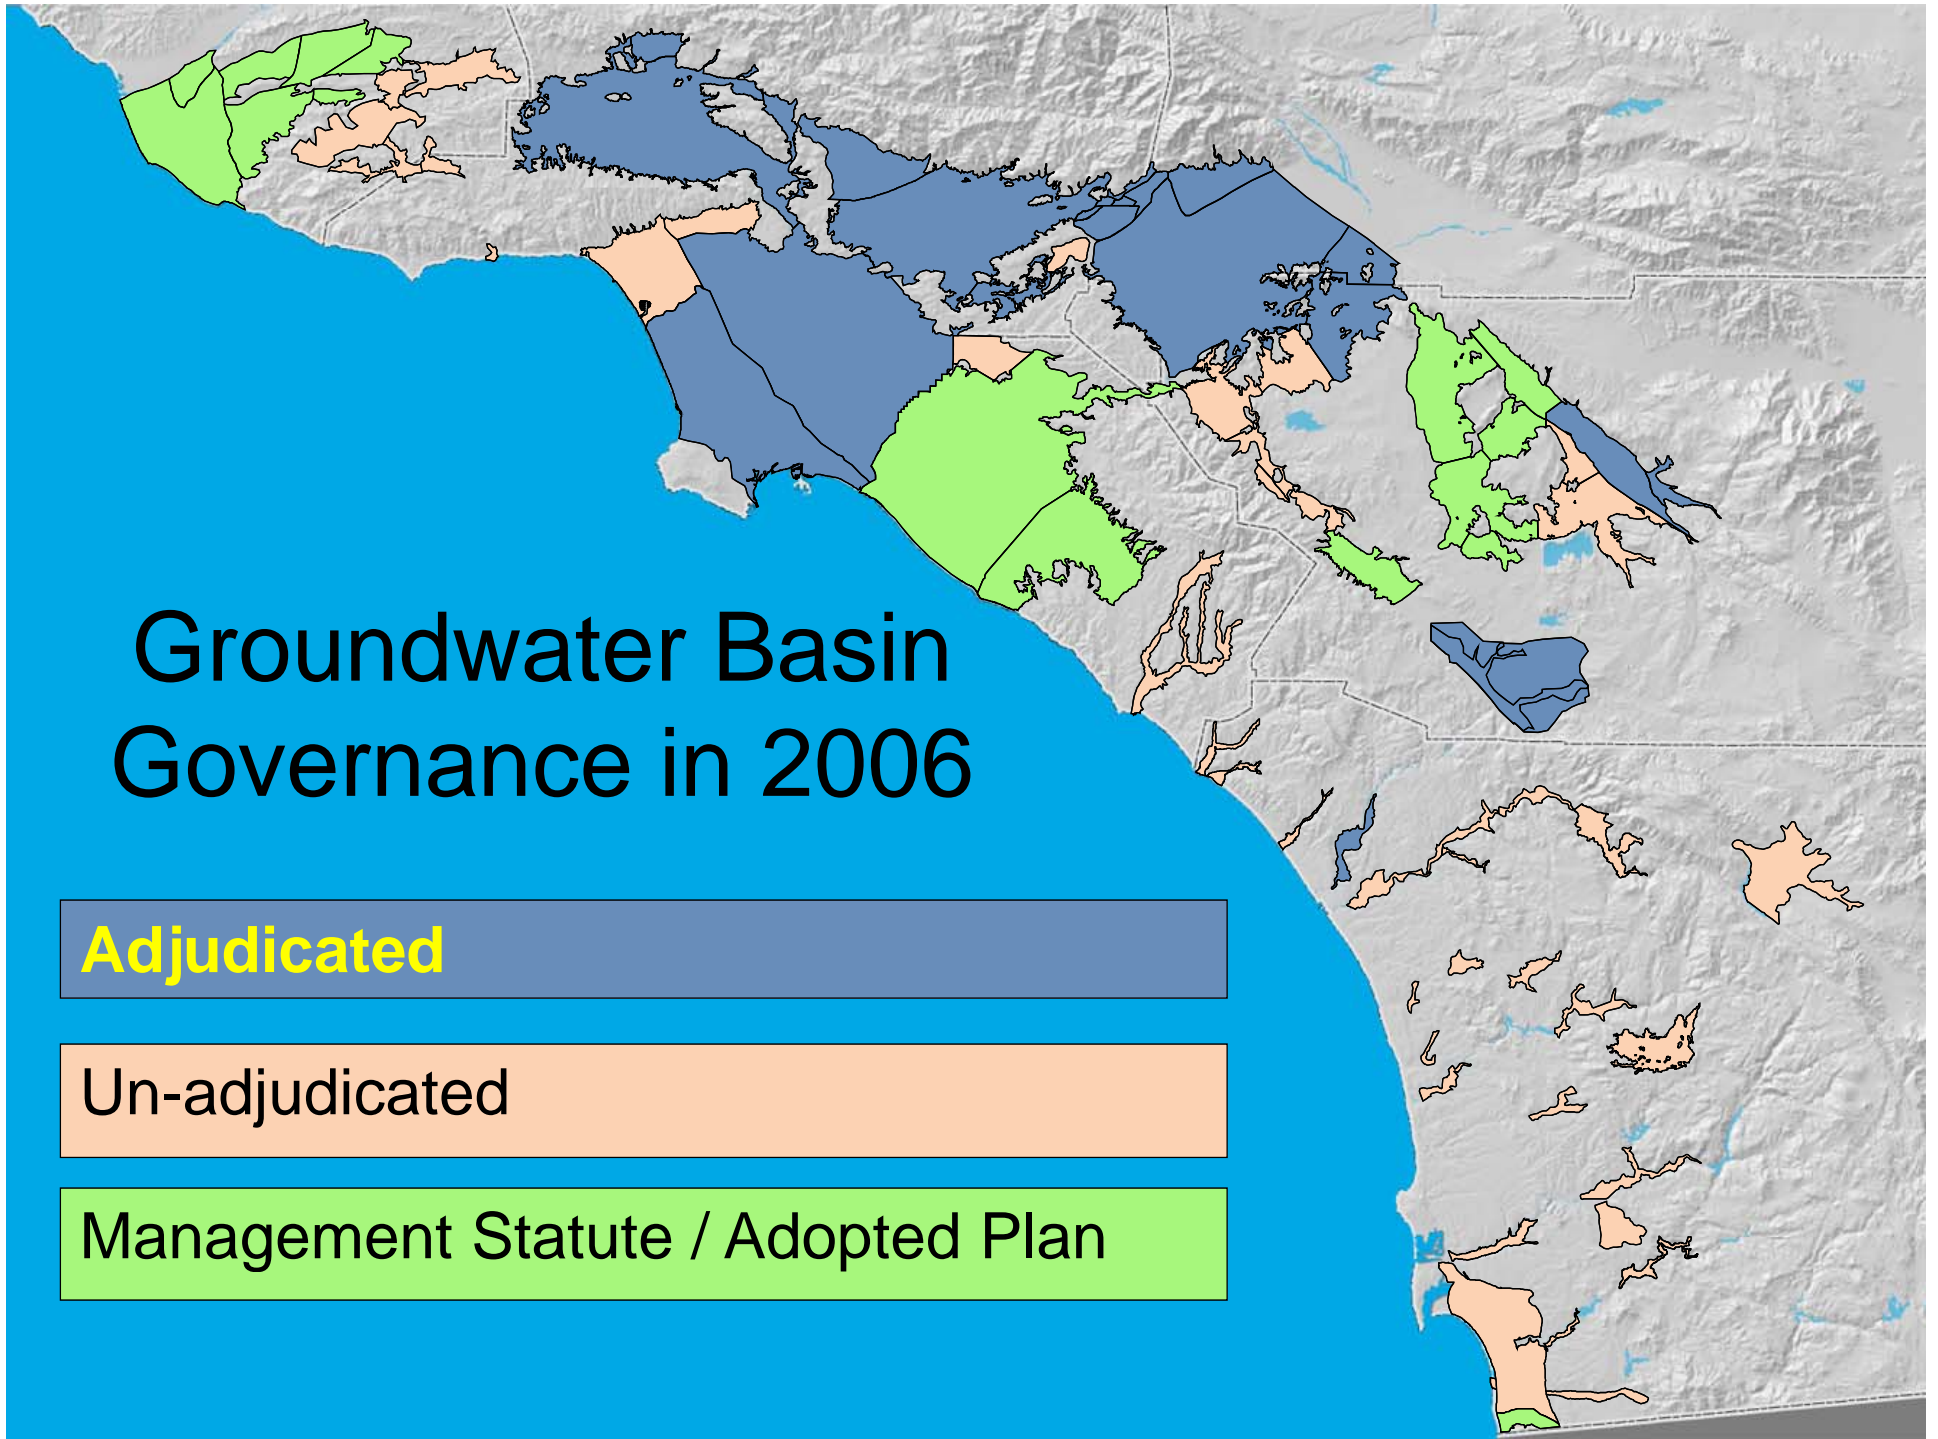 Groundwater Basin
Governance in 2006
Adjudicated
Un-adjudicated
Management Statute / Adopted Plan